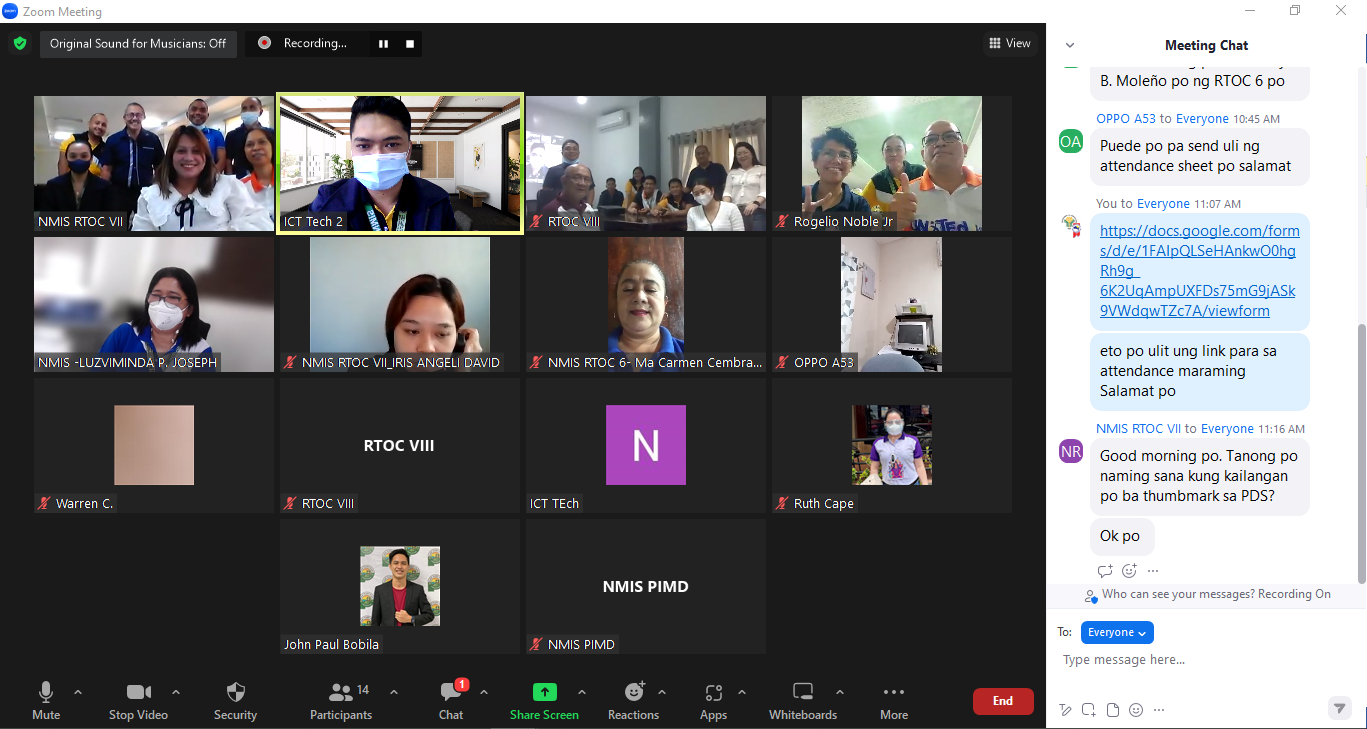 Zoom Meeting
Original Sound for Musicians: Off
Recording...
View
NMIS RTOC VII
ICT Tech 2
RTOC VIII
Rogelio Noble Jr
NMIS -LUZVIMINDA P. JOSEPH
NMIS RTOC VII_IRIS ANGELI DAVID
NMIS RTOC 6- Ma Carmen Cembra...
OPPO A53
Warren C.
RTOC VIII
RTOC VIII
N
ICT TEch
Ruth Cape
John Paul Bobila
NMIS PIMD
NMIS PIMD
Mute
Stop Video
Security
14
Participants
1
Chat
Share Screen
Reactions
Apps
Whiteboards
More
End
Meeting Chat
B. Moleño po ng RTOC 6 po
OPPO A53 to Everyone 10:45 AM
OA
Puede po pa send uli ng
attendance sheet po salamat
You to Everyone 11:07 AM
https://docs.google.com/form
s/d/e/1FAIpQLSeHAnkwO0hg
Rh9g_
6K2UqAmpUXFDs75mG9jASk
9VWdqwTZc7A/viewform
eto po ulit ung link para sa
attendance maraming
Salamat po
NMIS RTOC VII to Everyone 11:16 AM
NR
Good morning po. Tanong po
naming sana kung kailangan
po ba thumbmark sa PDS?
Ok po
Who can see your messages? Recording On
To: Everyone
Type message here...